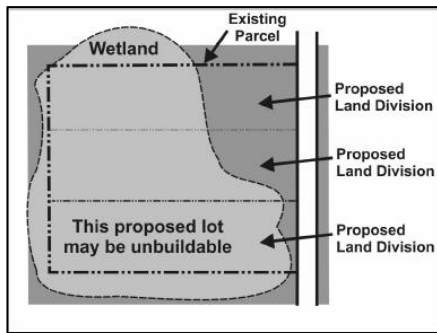 Existing
Parcel
Wetland
Proposed
Land Division
Proposed
Land Division
This proposed lot
may be unbuildable
Proposed
Land Division